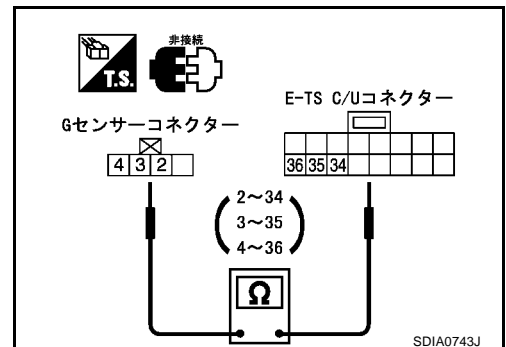 非接続
T.S.
E-TS C/Uコネクター
Gセンサーコネクター
4 3 2
36 35 34
2〜34
3〜35
4〜36
Ω
SDIA0743J